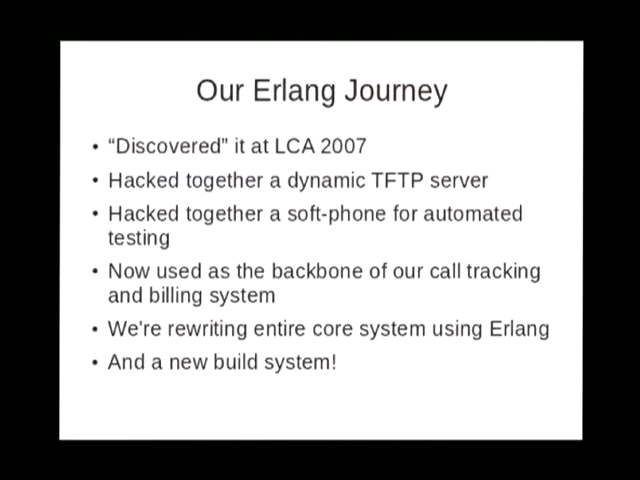 Our Erlang Journey
• “Discovered” it at LCA 2007
• Hacked together a dynamic TFTP server
• Hacked together a soft-phone for automated
testing
• Now used as the backbone of our call tracking
and billing system
• We're rewriting entire core system using Erlang
• And a new build system!